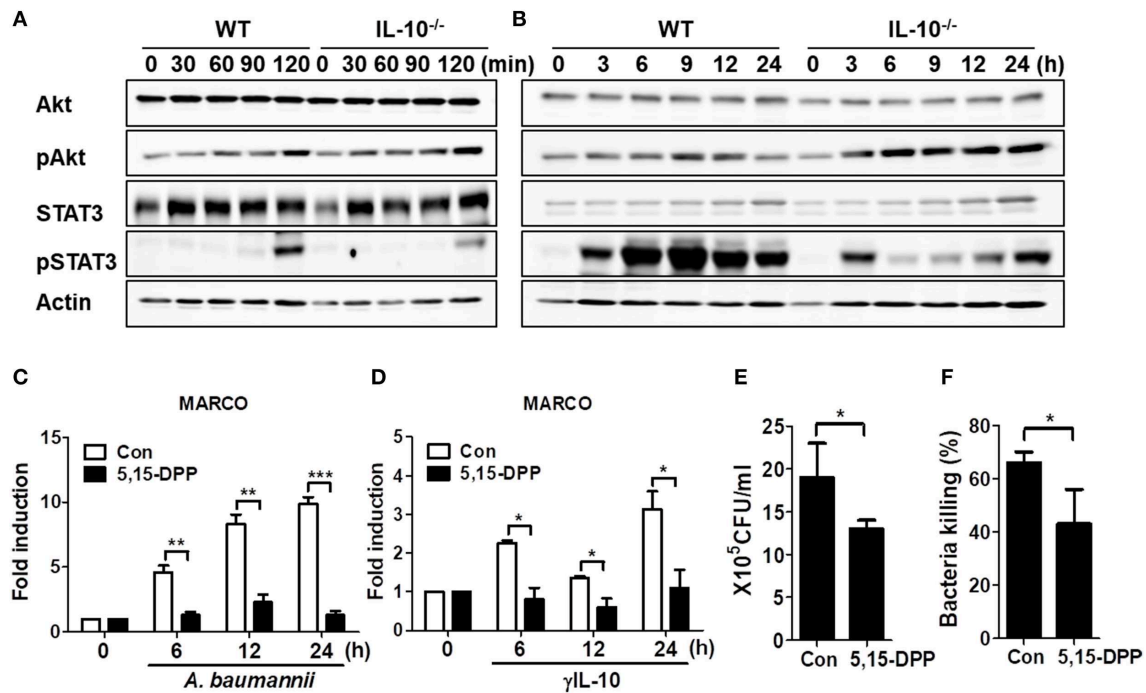 A
WT IL-10-/-
0 30 60 90 120 0 30 60 90 120 (min)
Akt
pAkt
STAT3
pSTAT3
Actin
B
WT IL-10-/-
0 3 6 9 12 24 0 3 6 9 12 24 (h)
C
MARCO
Con
5,15-DPP
Fold induction
15
10
5
0
** ** ***
0 6 12 24 (h)
A. baumannii
D
MARCO
Con
5,15-DPP
Fold induction
5
4
3
2
1
0
* * *
0 6 12 24 (h)
γIL-10
E
X10⁵CFU/ml
25
20
15
10
5
0
*
Con 5,15-DPP
F
Bacteria killing (%)
80
60
40
20
0
*
Con 5,15-DPP